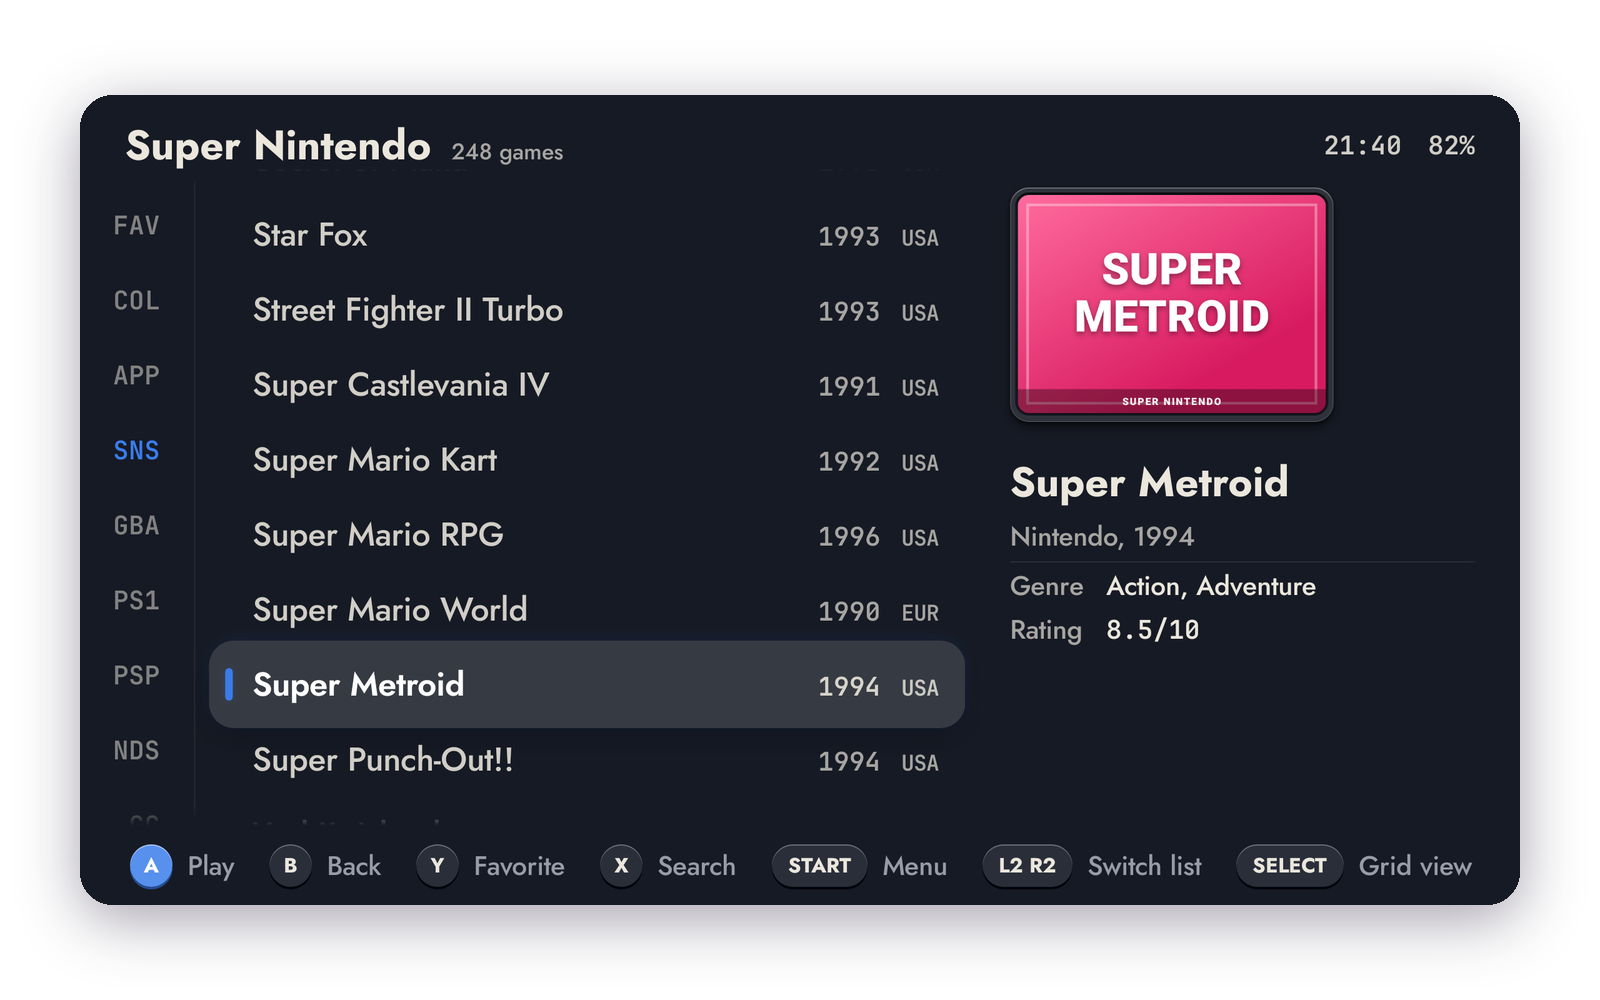 Super Nintendo 248 games 21:40 82%
FAV
COL
APP
SNS
GBA
PS1
PSP
NDS
Star Fox 1993 USA
Street Fighter II Turbo 1993 USA
Super Castlevania IV 1991 USA
Super Mario Kart 1992 USA
Super Mario RPG 1996 USA
Super Mario World 1990 EUR
Super Metroid 1994 USA
Super Punch-Out!! 1994 USA
SUPER
METROID
SUPER NINTENDO
Super Metroid
Nintendo, 1994
Genre Action, Adventure
Rating 8.5/10
A Play B Back Y Favorite X Search START Menu L2 R2 Switch list SELECT Grid view